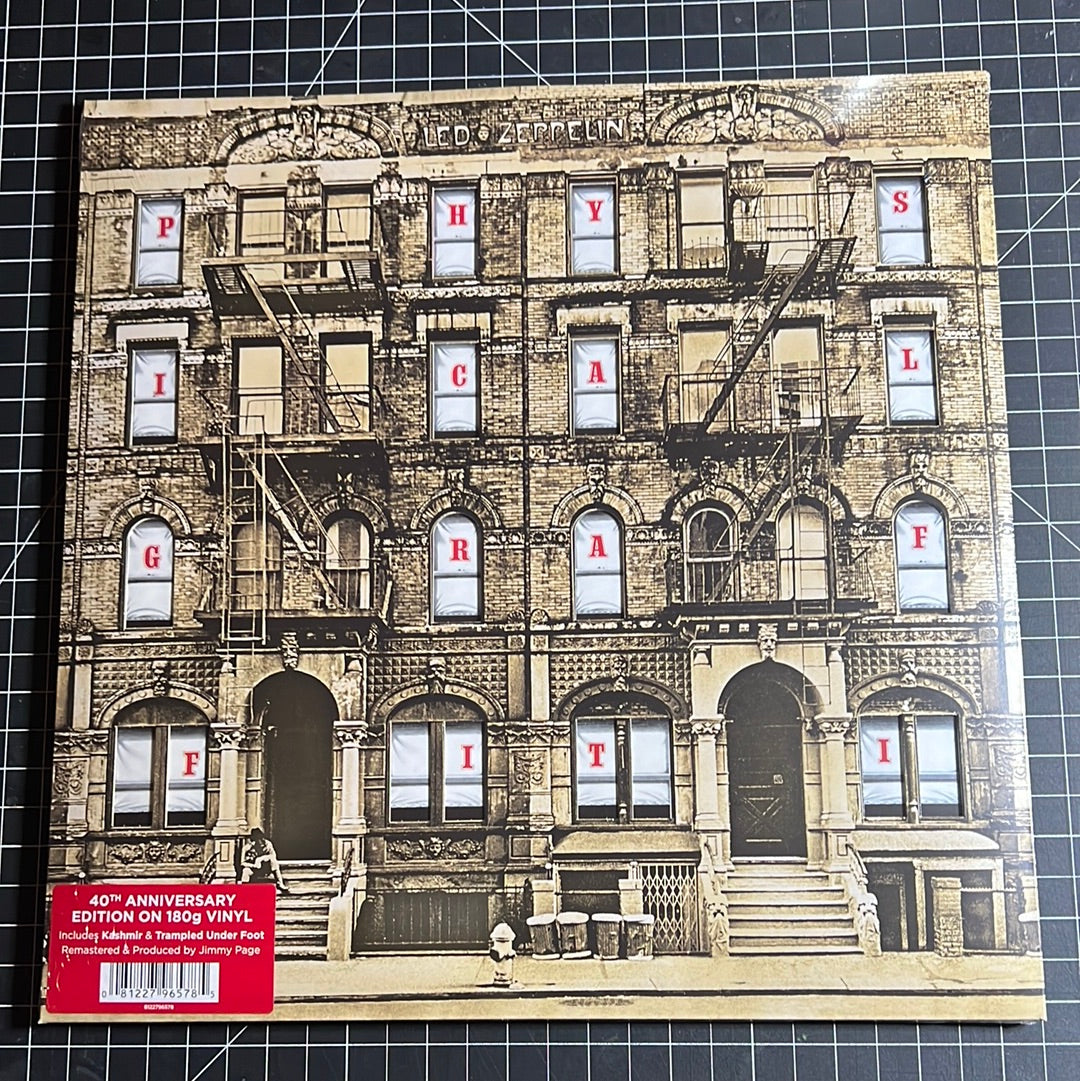 LED ZEPPELIN
P H Y S
I C A L
G R A F
F I T I
40TH ANNIVERSARY
EDITION ON 180g VINYL
Includes Kashmir & Trampled Under Foot
Remastered & Produced by Jimmy Page
0 81227 96578 5
8122796578